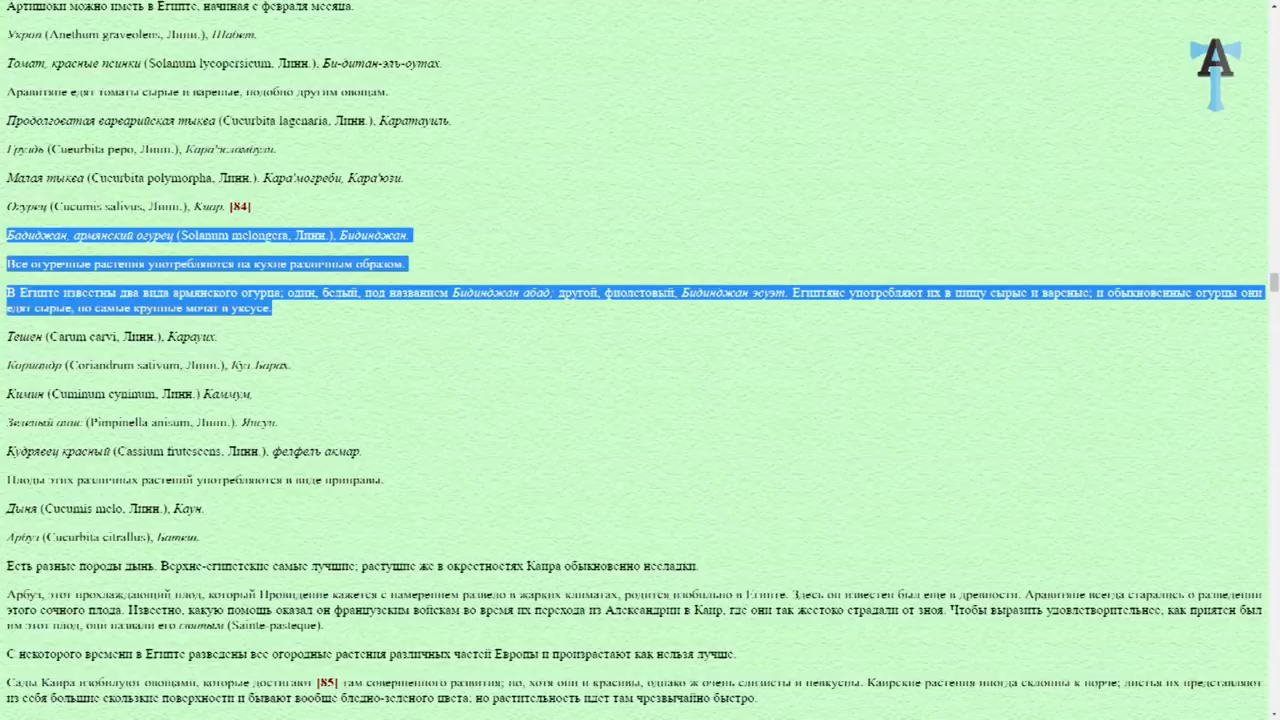 Артишоки можно иметь в Египте, начиная с февраля месяца.
Укроп (Anethum graveolens, Линн.), Шабет.
Томат, красные псинки (Solanum lycopersicum, Линн.), Би-дитан-эль-оутах.
Аравитяне едят томаты сырые и вареные, подобно другим овощам.
Продолговатая варварийская тыква (Cucurbita lagenaria, Линн.), Каратауиль.
(Cucurbita pepo, Линн.),
Малая тыква (Cucurbita polymorpha, Линн.). Кара'могреби, Кара'юзи.
Огурец (Cucumis salivus, Линн.), Киар. [84]
Бадиджан, армянский огурец (Solanum melongera, Линн.), Бидинджан.
Все огуречные растения употребляются на кухне различным образом.
В Египте известны два вида армянского огурца; один, белый, под названием Бидинджан абад; другой, фиолетовый, Бидинджан эсуэт. Египтяне употребляют их в пищу сырые и вареные; и обыкновенные огурцы они
едят сырые, но самые крупные мочат в уксусе.
Тешен (Carum carvi, Линн.), Карауих.
Кориандр (Coriandrum sativum, Линн.),
Кимин (Cuminum cyninum, Линн.) Каммум,
Зеленый анис (Pimpinella anisum, Линн.). Янсун.
Кудрявец красный (Cassium frutescens, Линн.), фелфель акмар.
Плоды этих различных растений употребляются в виде приправы.
Дыня (Cucumis melo, Линн.), Каун.
Арбуз (Cucurbita citrallus), Батеш.
Есть разные породы дынь. Верхне-египетские самые лучшие; растущие же в окрестностях Каира обыкновенно несладки.
Арбуз, этот прохлаждающий плод, который Провидение кажется с намерением развело в жарких климатах, родится изобильно в Египте. Здесь он известен был еще в древности. Аравитяне всегда старались о разведении
этого сочного плода. Известно, какую помощь оказал он французским войскам во время их перехода из Александрии в Каир, где они так жестоко страдали от зноя. Чтобы выразить удовлетворительнее, как приятен был
им этот плод, они назвали его святым (Sainte-pasteque).
С некоторого времени в Египте разведены все огородные растения различных частей Европы и произрастают как нельзя лучше.
Сады Каира изобилуют овощами, которые достигают [85] там совершенного развития; но, хотя они и красивы, однако ж очень слизисты и невкусны. Каирские растения иногда склонны к порче; листья их представляют
из себя большие скользкие поверхности и бывают вообще бледно-зеленого цвета, но растительность идет там чрезвычайно быстро.